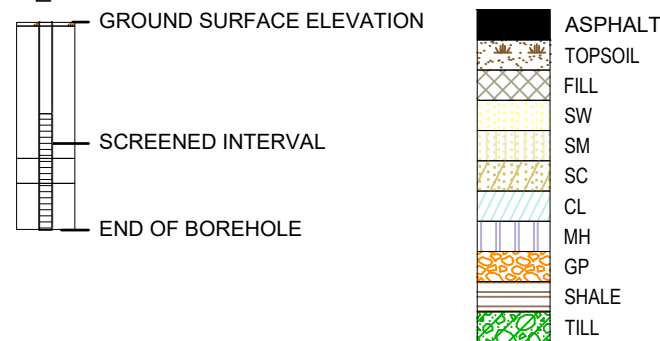 GROUND SURFACE ELEVATION
SCREENED INTERVAL
END OF BOREHOLE
ASPHALT
TOPSOIL
FILL
SW
SM
SC
CL
MH
GP
SHALE
TILL